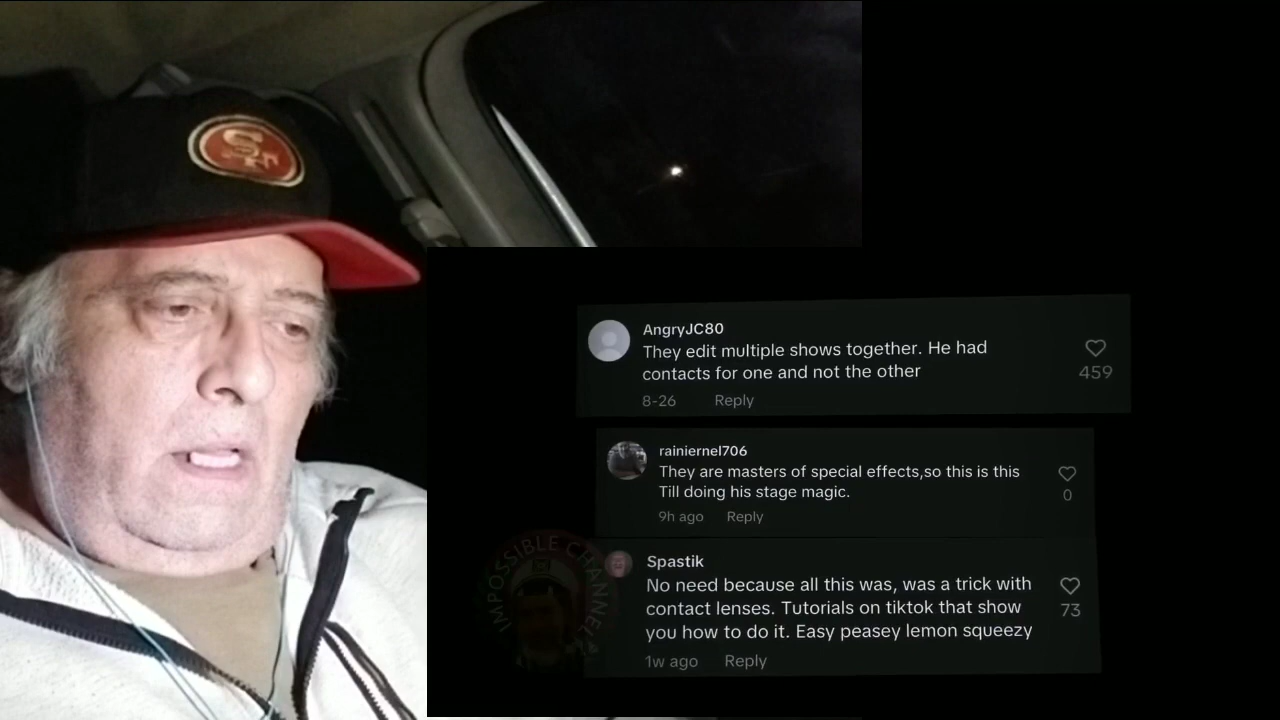 SF
AngryJC80
They edit multiple shows together. He had
contacts for one and not the other
459
8-26 Reply
rainiernel706
They are masters of special effects,so this is this
Till doing his stage magic.
0
9h ago Reply
IMPOSSIBLE CHANNEL
Spastik
No need because all this was, was a trick with
contact lenses. Tutorials on tiktok that show
you how to do it. Easy peasey lemon squeezy
73
1w ago Reply